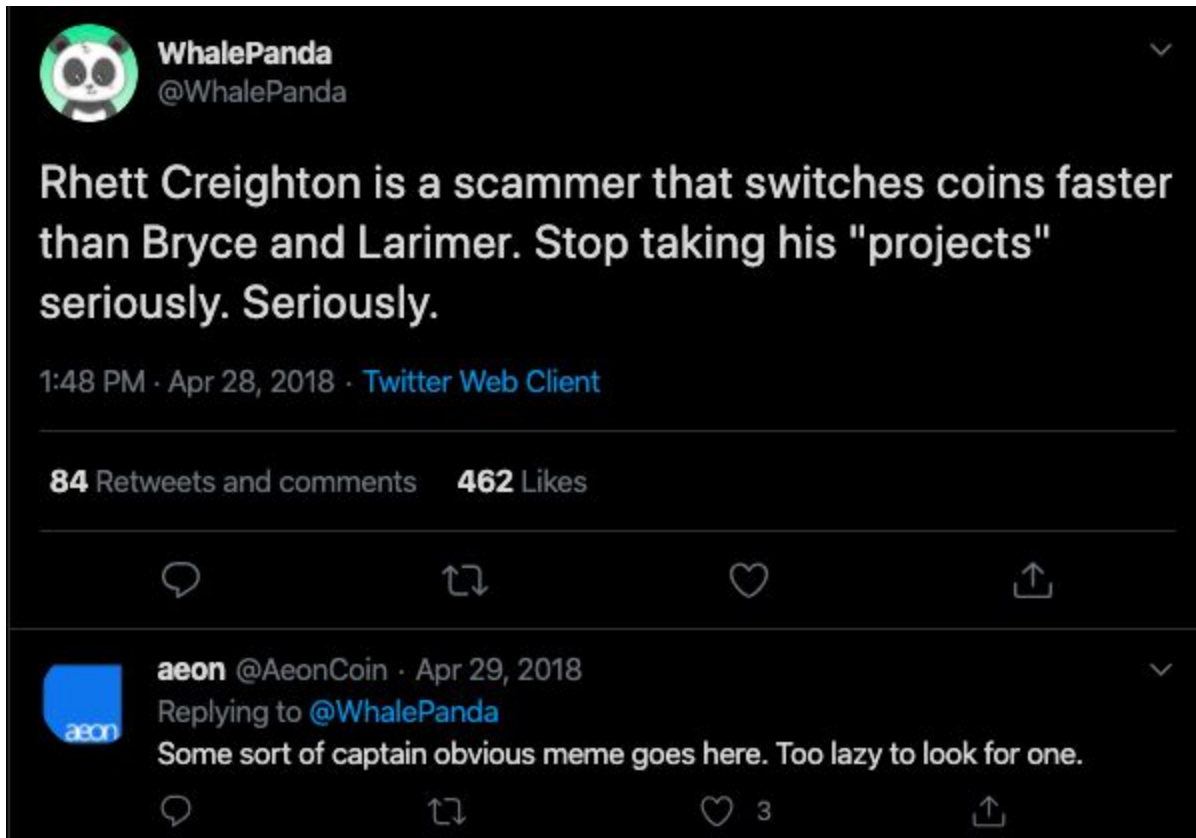 WhalePanda
@WhalePanda
Rhett Creighton is a scammer that switches coins faster
than Bryce and Larimer. Stop taking his "projects"
seriously. Seriously.
1:48 PM · Apr 28, 2018 · Twitter Web Client
84 Retweets and comments 462 Likes
aeon @AeonCoin · Apr 29, 2018
aeon
Replying to @WhalePanda
Some sort of captain obvious meme goes here. Too lazy to look for one.
3